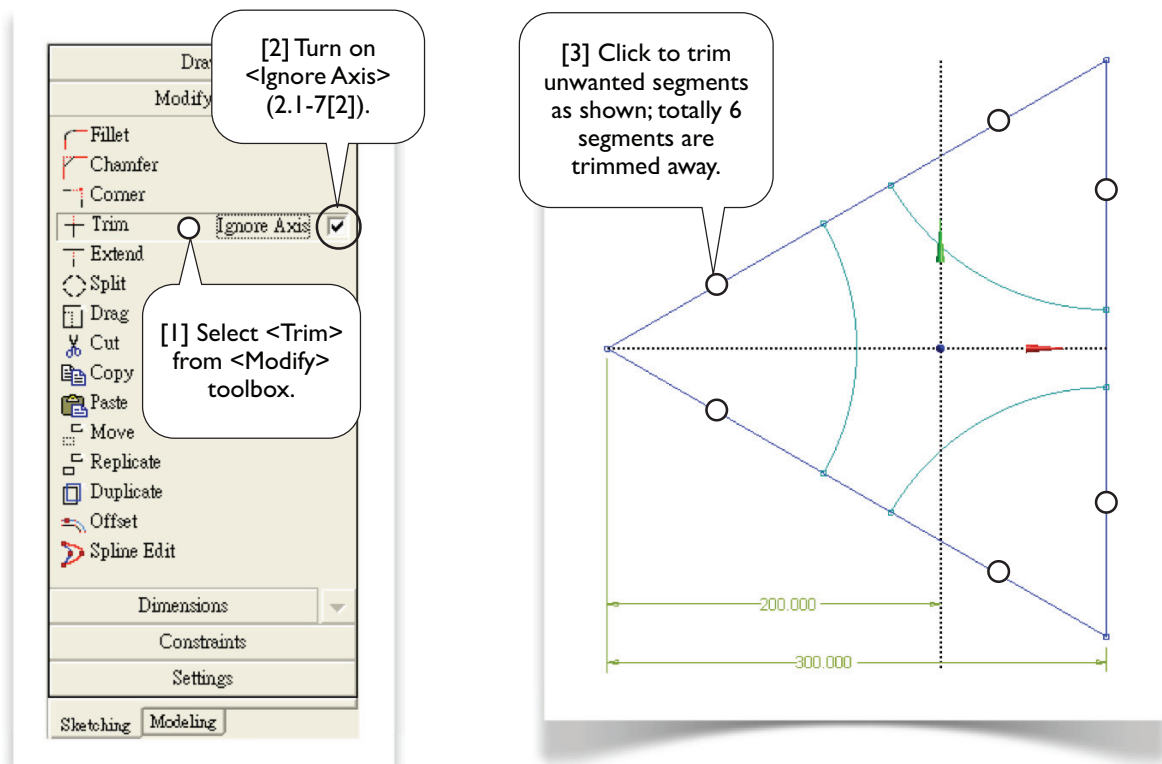 [2] Turn on
<Ignore Axis>
(2.1-7[2]).
Modify
Fillet
Chamfer
Corner
Trim
Ignore Axis
Extend
Split
Drag
Cut
Copy
Paste
Move
Replicate
Duplicate
Offset
Spline Edit
[1] Select <Trim>
from <Modify>
toolbox.
Dimensions
Constraints
Settings
Sketching
Modeling
[3] Click to trim
unwanted segments
as shown; totally 6
segments are
trimmed away.
200.000
300.000